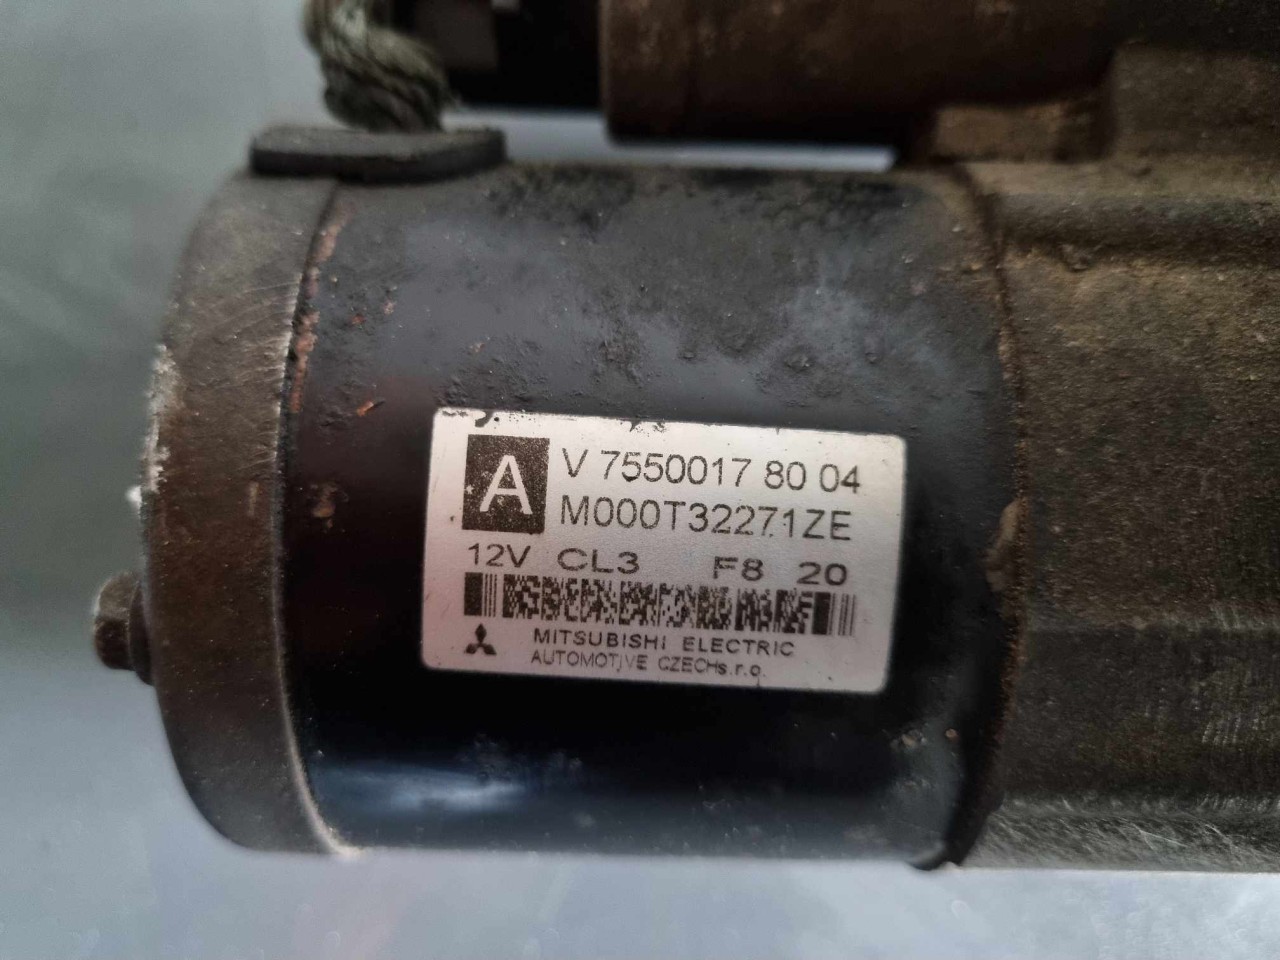 A
V 7550017 80 04
M000T32271ZE
12V CL3 F8 20
MITSUBISHI ELECTRIC
AUTOMOTIVE CZECHs.r.o.